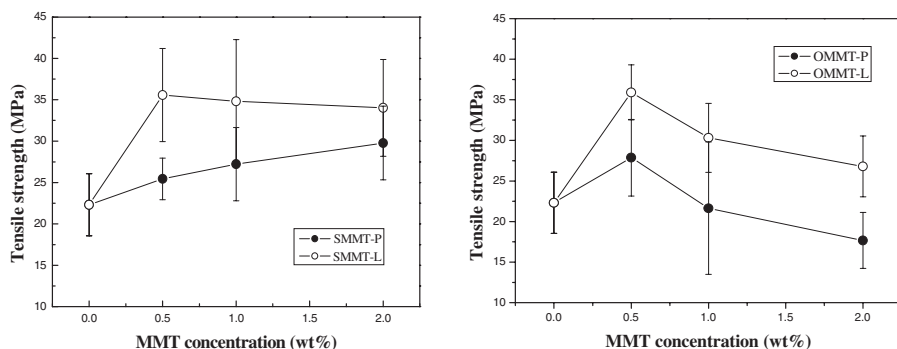 45
40
35
30
25
20
15
10
Tensile strength (MPa)
SMMT-P
SMMT-L
0.0 0.5 1.0 1.5 2.0
MMT concentration (wt%)
45
40
35
30
25
20
15
10
Tensile strength (MPa)
OMMT-P
OMMT-L
0.0 0.5 1.0 1.5 2.0
MMT concentration (wt%)